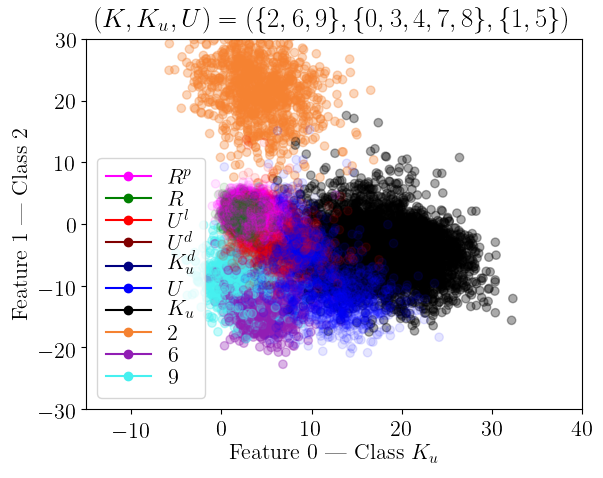 (K, K_u, U) = ({2, 6, 9}, {0, 3, 4, 7, 8}, {1, 5})
30
20
10
0
−10
−20
−30
Feature 1 — Class 2
R^p
R
U^l
U^d
K_u^d
U
K_u
2
6
9
−10
0
10
20
30
40
Feature 0 — Class K_u